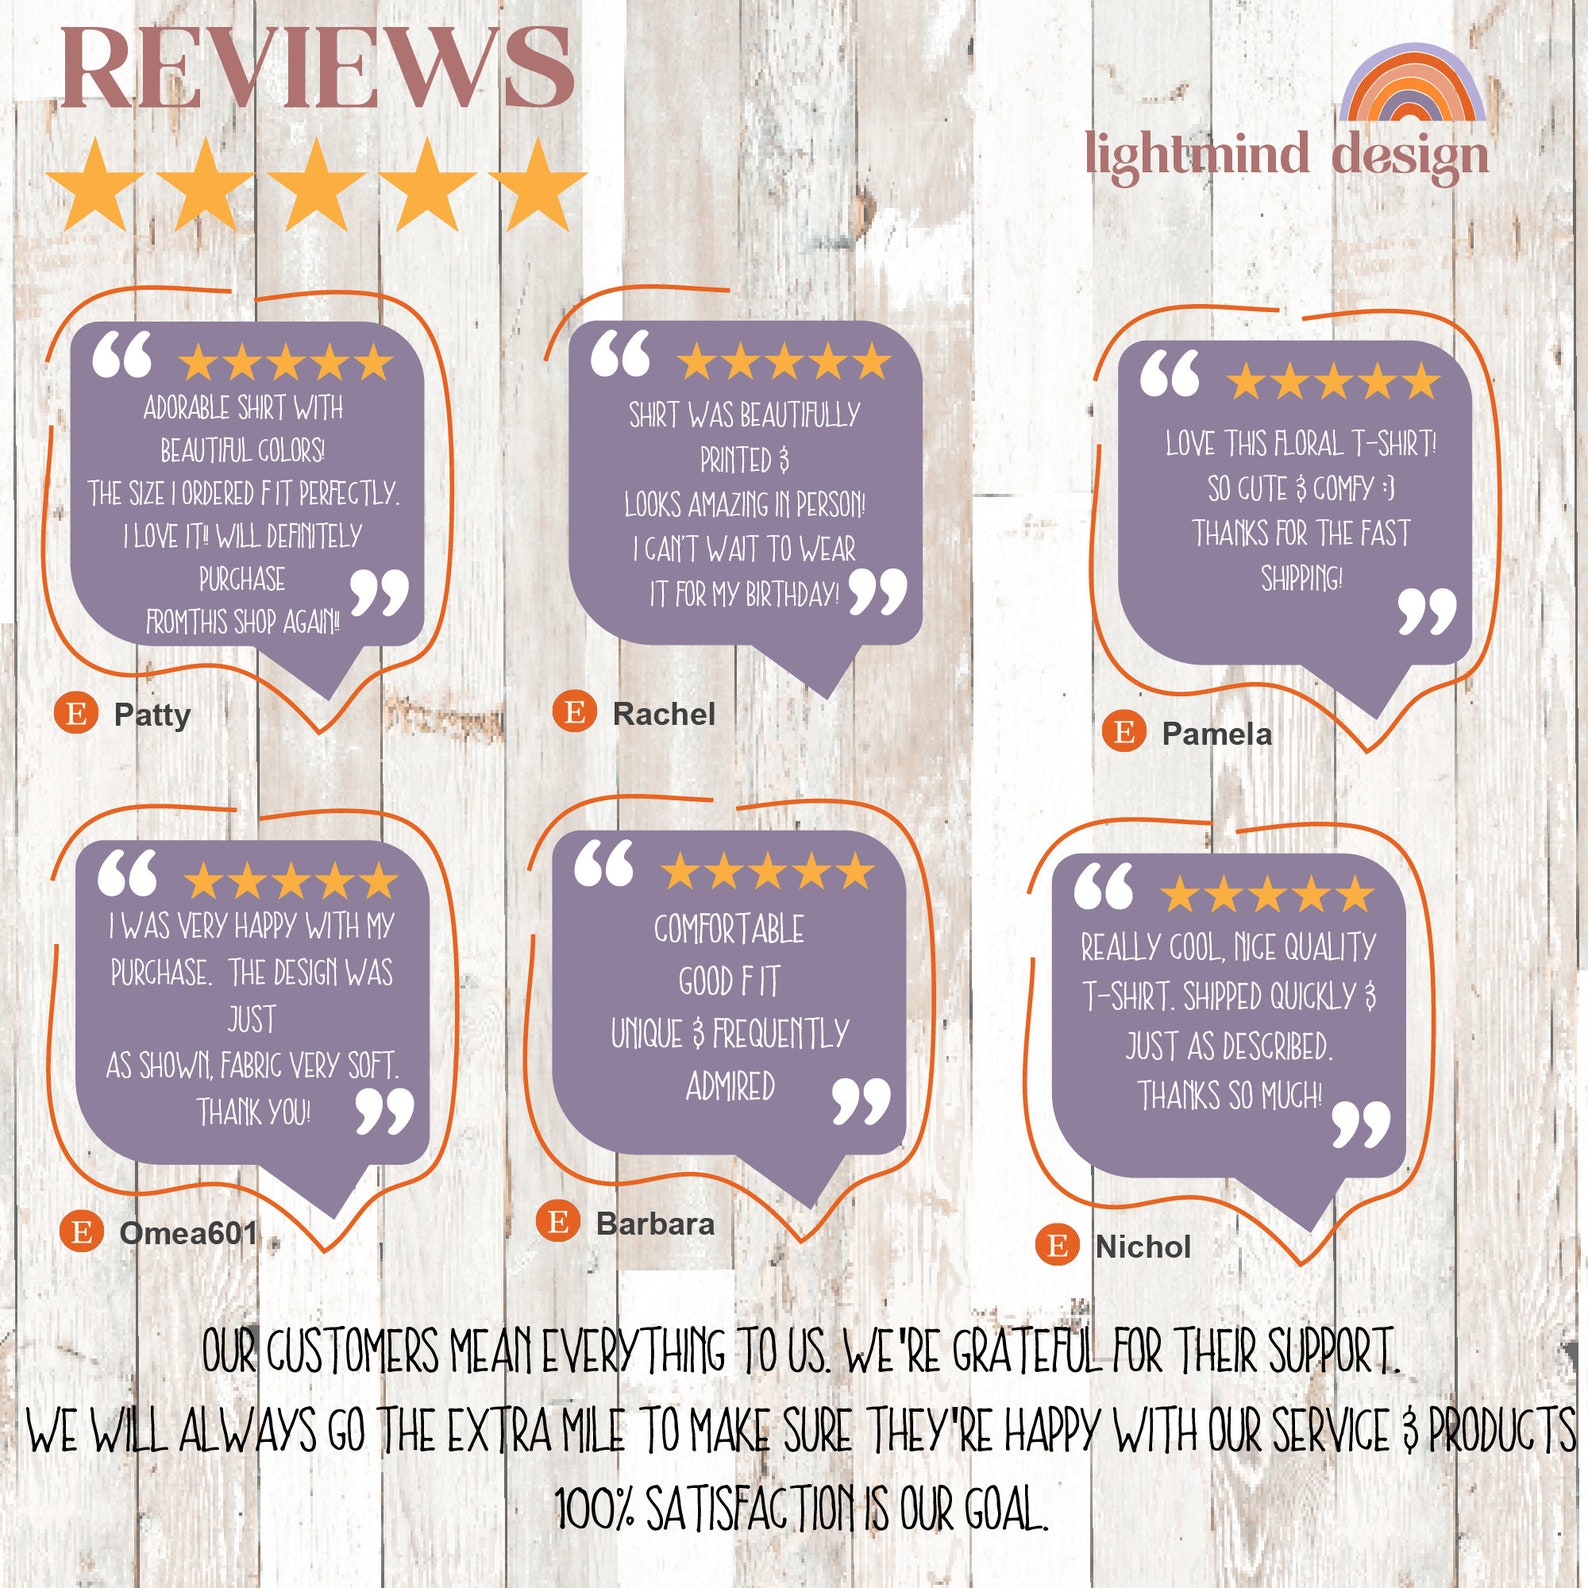 REVIEWS
lightmind design
ADORABLE SHIRT WITH
BEAUTIFUL COLORS!
THE SIZE I ORDERED FIT PERFECTLY.
I LOVE IT!! WILL DEFINITELY
PURCHASE
FROMTHIS SHOP AGAIN!!
E Patty
SHIRT WAS BEAUTIFULLY
PRINTED &
LOOKS AMAZING IN PERSON!
I CAN'T WAIT TO WEAR
IT FOR MY BIRTHDAY!
E Rachel
LOVE THIS FLORAL T-SHIRT!
SO CUTE & COMFY :)
THANKS FOR THE FAST
SHIPPING!
E Pamela
I WAS VERY HAPPY WITH MY
PURCHASE. THE DESIGN WAS
JUST
AS SHOWN, FABRIC VERY SOFT.
THANK YOU!
E Omea601
COMFORTABLE
GOOD FIT
UNIQUE & FREQUENTLY
ADMIRED
E Barbara
REALLY COOL, NICE QUALITY
T-SHIRT. SHIPPED QUICKLY &
JUST AS DESCRIBED.
THANKS SO MUCH!
E Nichol
OUR CUSTOMERS MEAN EVERYTHING TO US. WE'RE GRATEFUL FOR THEIR SUPPORT.
WE WILL ALWAYS GO THE EXTRA MILE TO MAKE SURE THEY'RE HAPPY WITH OUR SERVICE & PRODUCTS
100% SATISFACTION IS OUR GOAL.